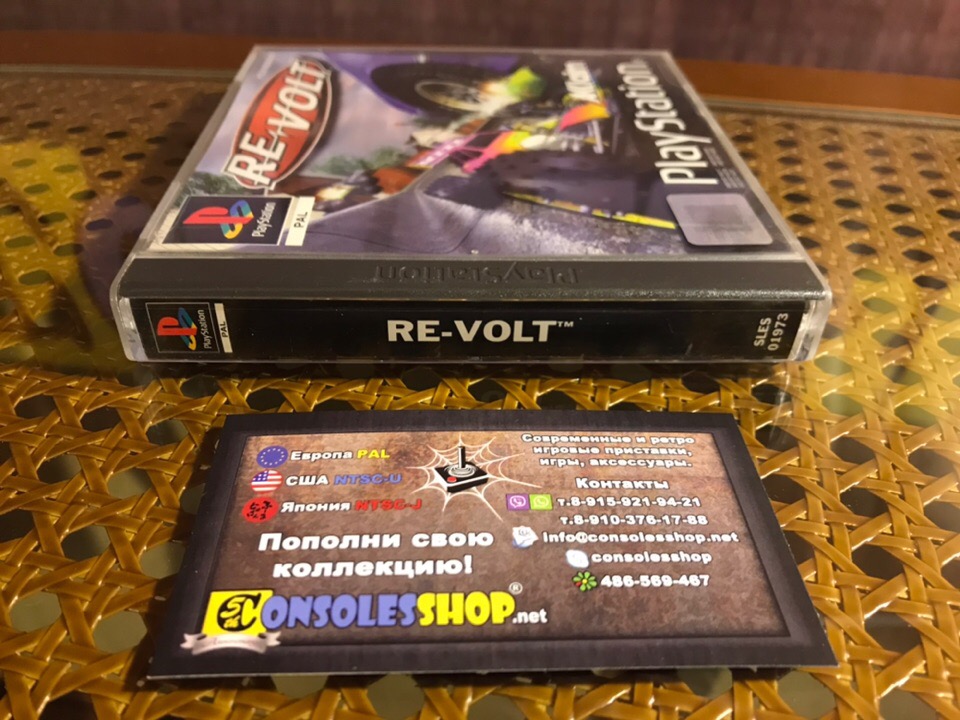 RE-VOLT
Acclaim
PlayStation
PlayStation
PAL
PlayStation
PlayStation
PAL
RE-VOLT™
SLES
01973
Европа PAL
США NTSC-U
Япония NTSC-J
Пополни свою
коллекцию!
CONSOLESSHOP®.net
Современные и ретро
игровые приставки,
игры, аксессуары.
Контакты
т.8-915-921-94-21
т.8-910-376-17-88
info@consolesshop.net
consolesshop
486-569-467